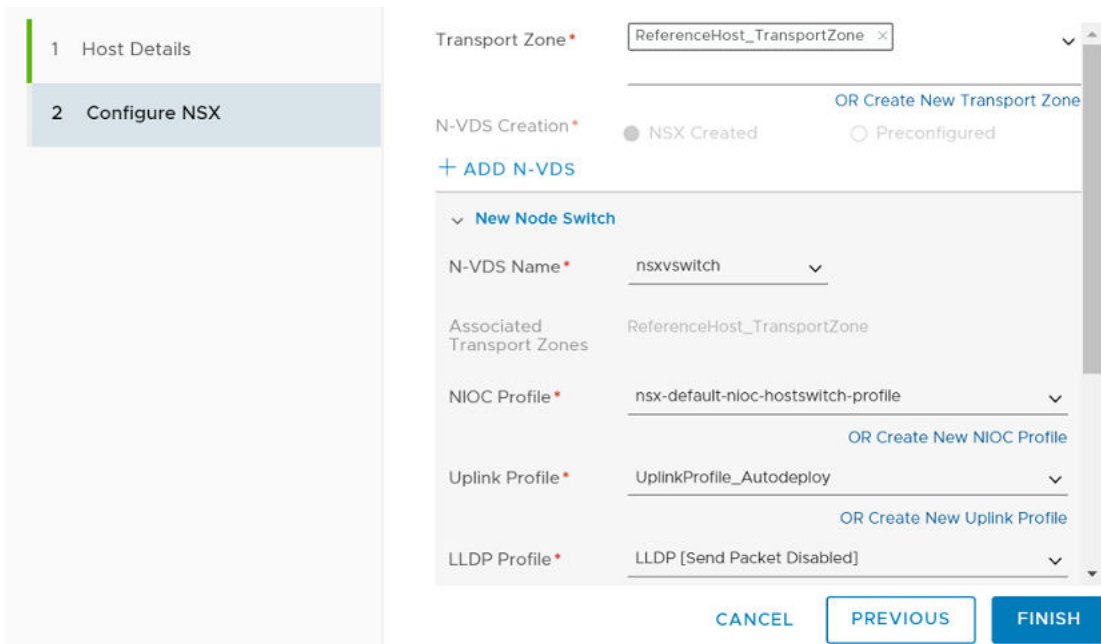 1 Host Details
2 Configure NSX
Transport Zone*
ReferenceHost_TransportZone ×
OR Create New Transport Zone
N-VDS Creation*
NSX Created
Preconfigured
+ ADD N-VDS
New Node Switch
N-VDS Name*
nsxvswitch
Associated
Transport Zones
ReferenceHost_TransportZone
NIOC Profile*
nsx-default-nioc-hostswitch-profile
OR Create New NIOC Profile
Uplink Profile*
UplinkProfile_Autodeploy
OR Create New Uplink Profile
LLDP Profile*
LLDP [Send Packet Disabled]
CANCEL
PREVIOUS
FINISH